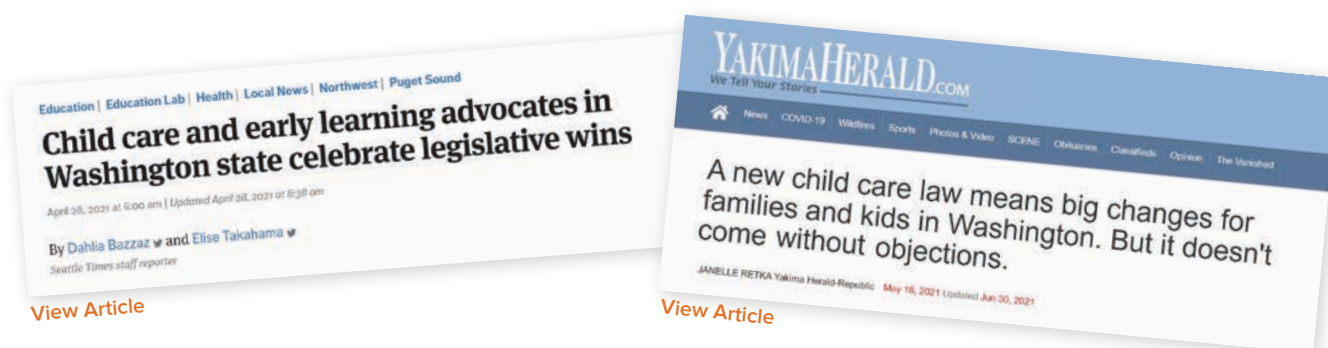 Education | Education Lab | Health | Local News | Northwest | Puget Sound
Child care and early learning advocates in
Washington state celebrate legislative wins
April 28, 2021 at 6:00 am | Updated April 28, 2021 at 8:38 am
By Dahlia Bazzaz and Elise Takahama
Seattle Times staff reporter
View Article
YAKIMAHERALD.COM
We Tell Your Stories
News COVID-19 Wildfires Sports Photos & Video SCENE Obituaries Classifieds Opinion The Vanished
A new child care law means big changes for
families and kids in Washington. But it doesn't
come without objections.
JANELLE RETKA Yakima Herald-Republic May 18, 2021 Updated Jun 30, 2021
View Article